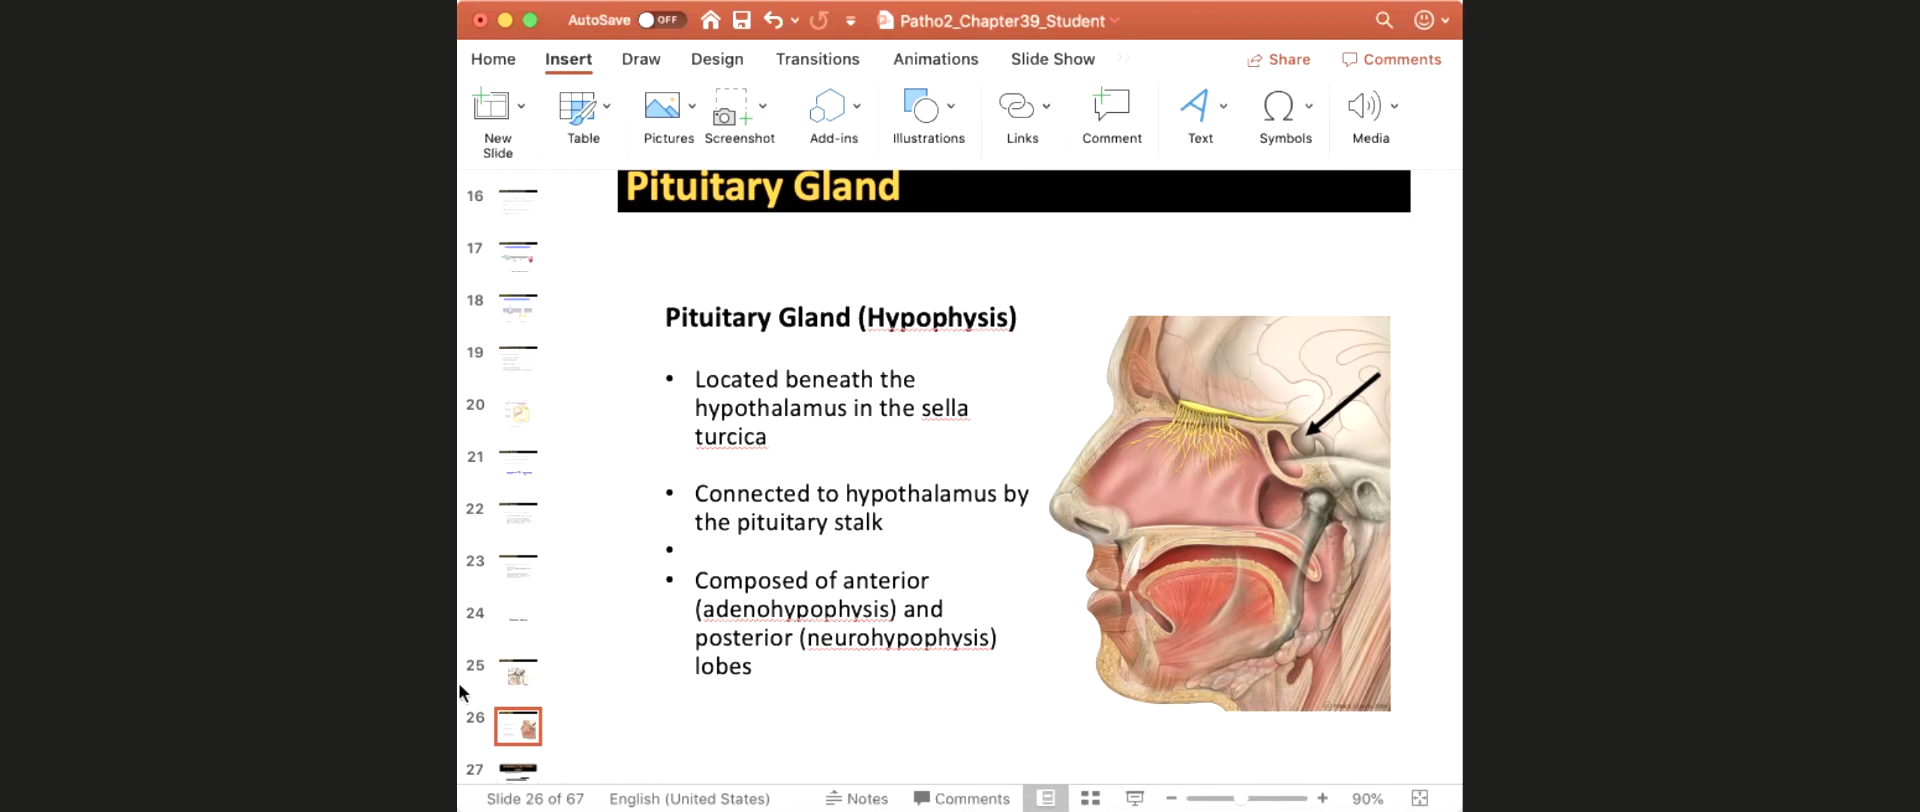 AutoSave OFF Patho2_Chapter39_Student
Home Insert Draw Design Transitions Animations Slide Show Share Comments
New Slide Table Pictures Screenshot Add-ins Illustrations Links Comment Text Symbols Media
Pituitary Gland
16
17
18
19
20
21
22
23
24
25
26
27
Pituitary Gland (Hypophysis)
• Located beneath the
hypothalamus in the sella
turcica
• Connected to hypothalamus by
the pituitary stalk
•
• Composed of anterior
(adenohypophysis) and
posterior (neurohypophysis)
lobes
Slide 26 of 67 English (United States) Notes Comments 90%